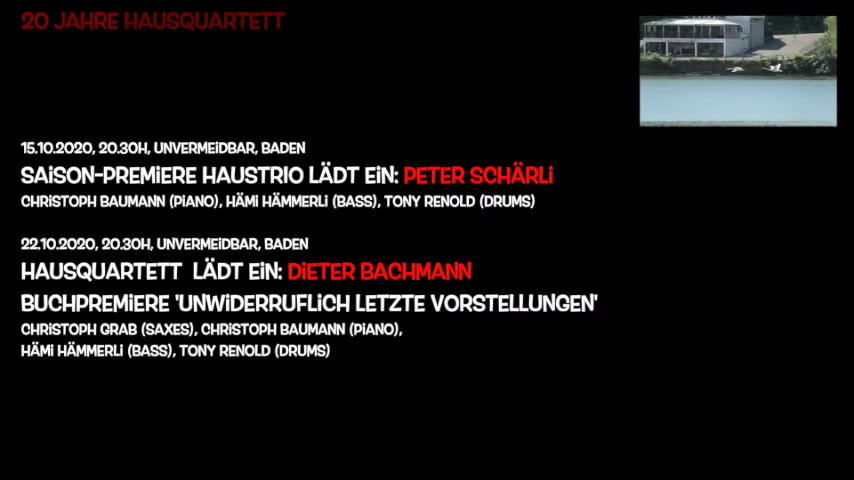 20 JAHRE HAUSQUARTETT
15.10.2020, 20.30H, UNVERMEiDBAR, BADEN
SAiSON-PREMiERE HAUSTRIO LÄDT EiN: PETER SCHÄRLi
CHRiSTOPH BAUMANN (PiANO), HÄMi HÄMMERLi (BASS), TONY RENOLD (DRUMS)
22.10.2020, 20.30H, UNVERMEiDBAR, BADEN
HAUSQUARTETT LÄDT EiN: DiETER BACHMANN
BUCHPREMiERE 'UNWiDERRUFLiCH LETZTE VORSTELLUNGEN'
CHRiSTOPH GRAB (SAXES), CHRiSTOPH BAUMANN (PiANO),
HÄMi HÄMMERLi (BASS), TONY RENOLD (DRUMS)